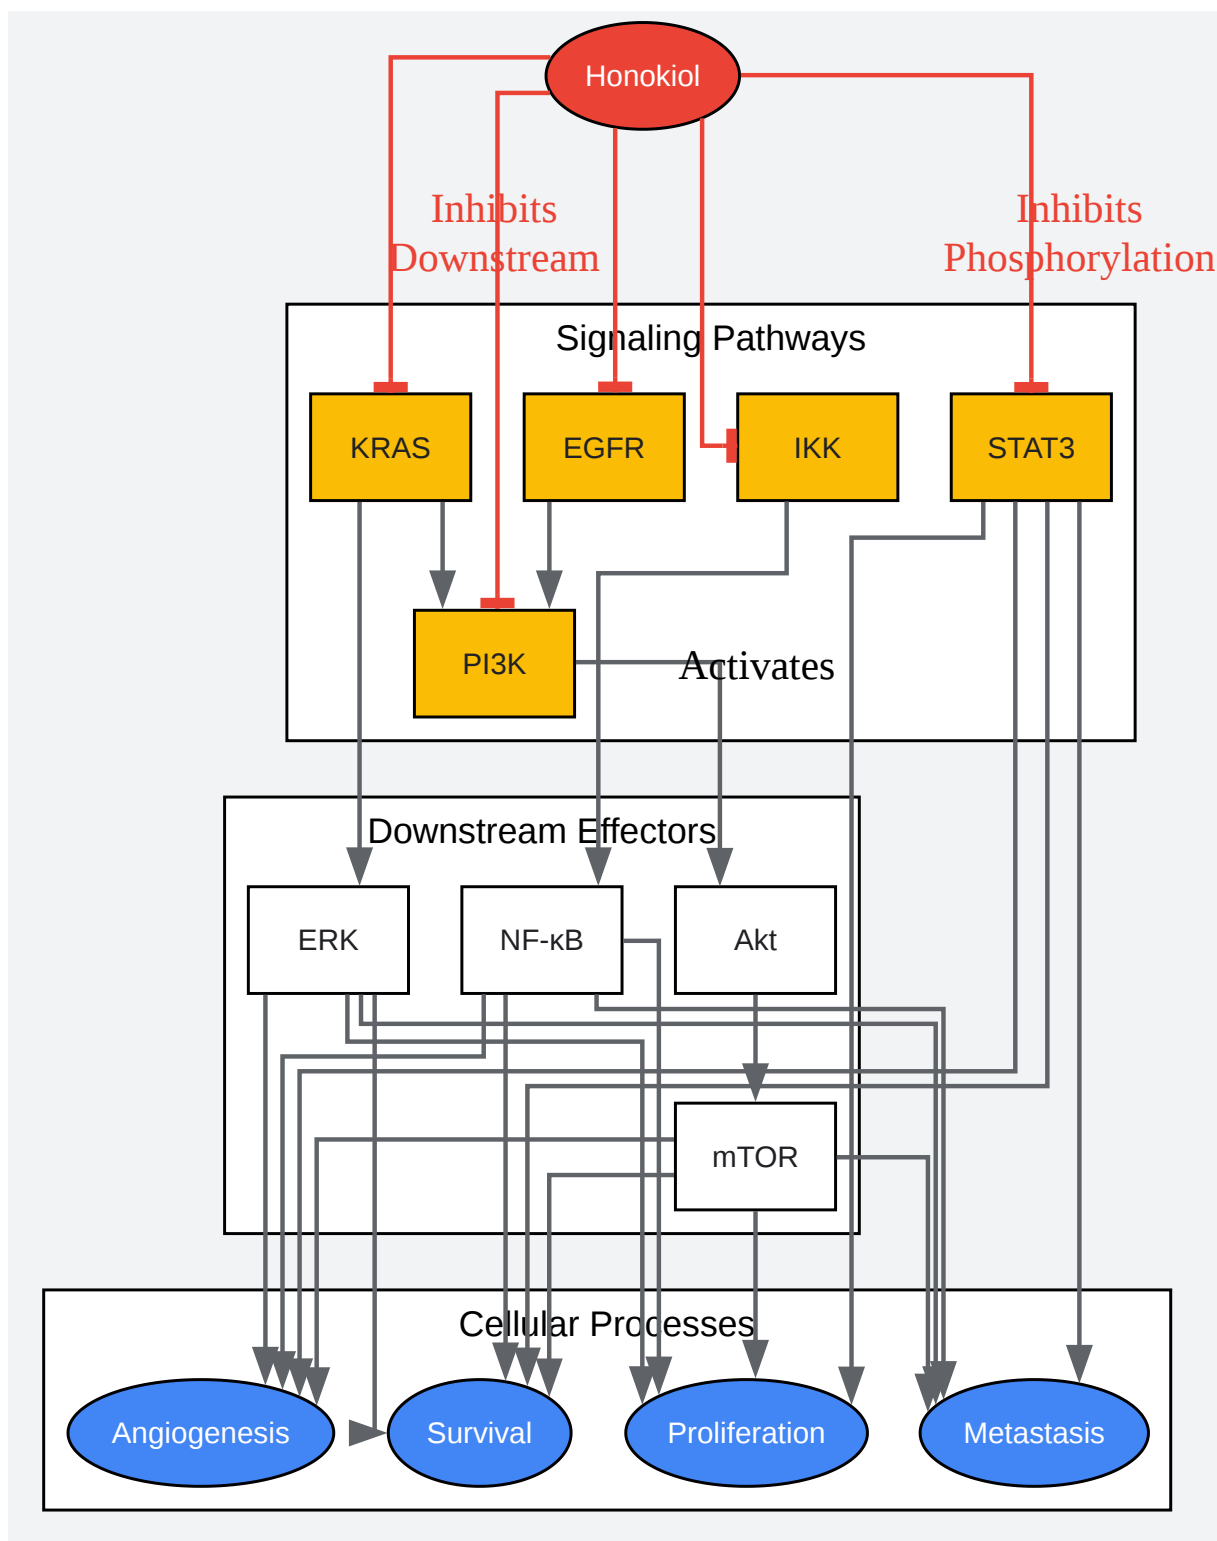 Honokiol
Inhibits
Downstream
Inhibits
Phosphorylation
Signaling Pathways
KRAS
EGFR
IKK
STAT3
PI3K
Activates
Downstream Effectors
ERK
NF-κB
Akt
mTOR
Cellular Processes
Angiogenesis
Survival
Proliferation
Metastasis